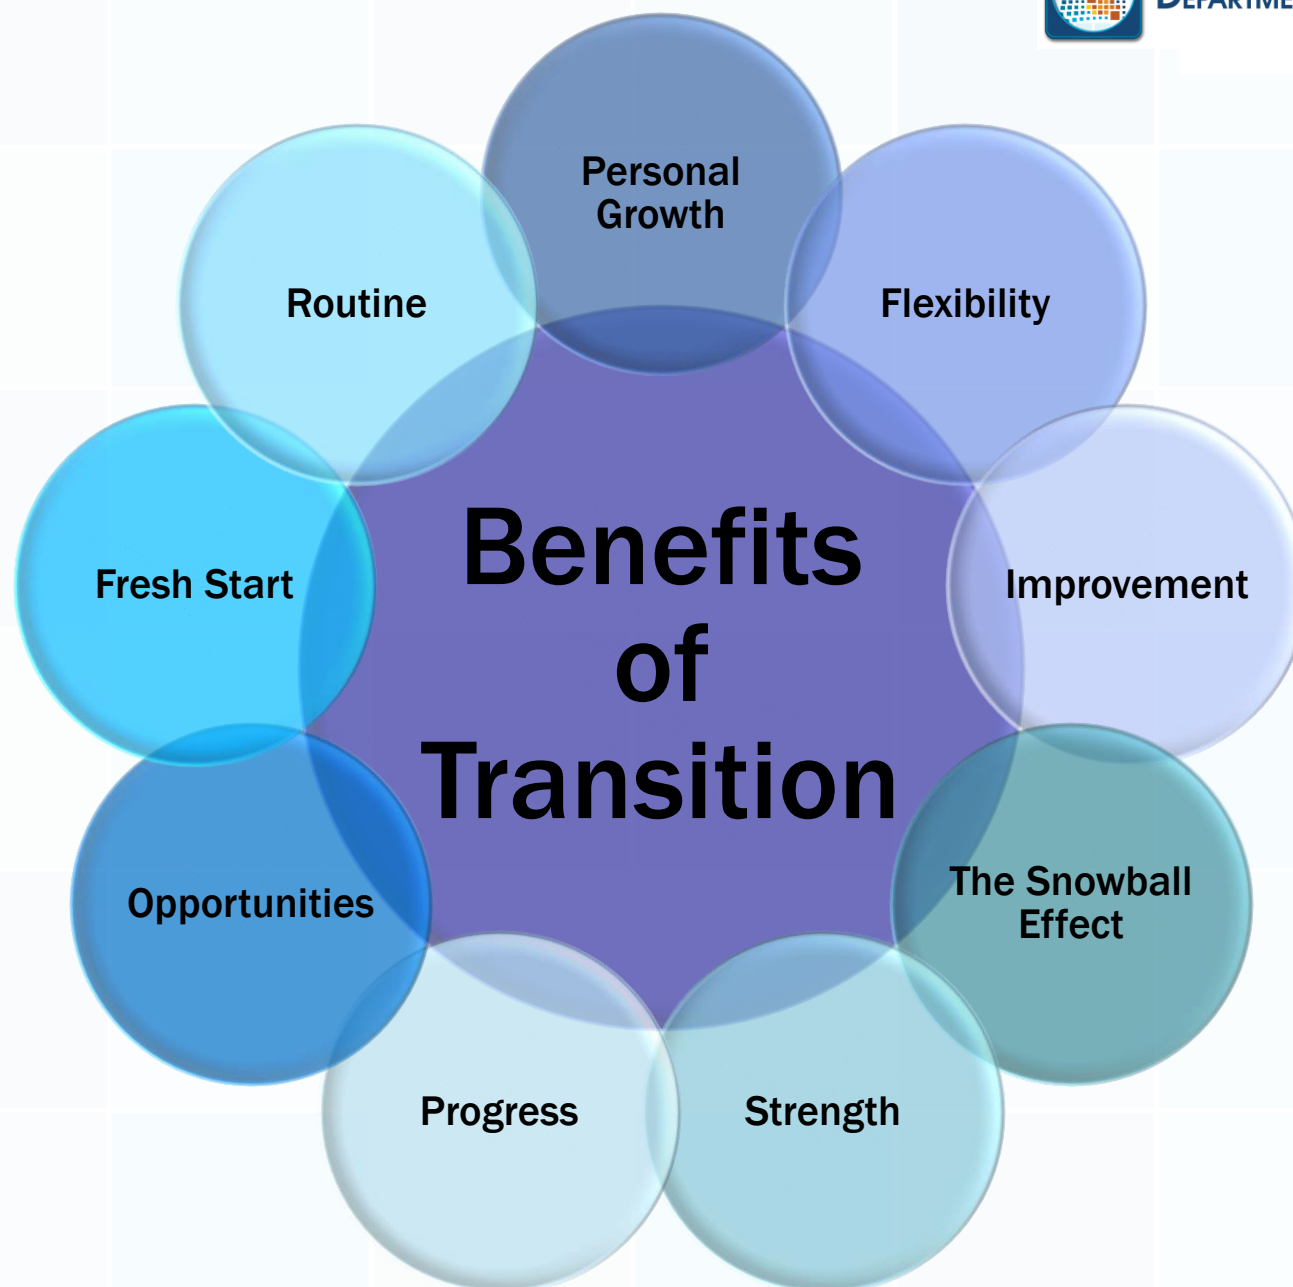 Personal
Growth
Routine
Flexibility
Fresh Start
Benefits
of
Transition
Improvement
Opportunities
The Snowball
Effect
Progress
Strength